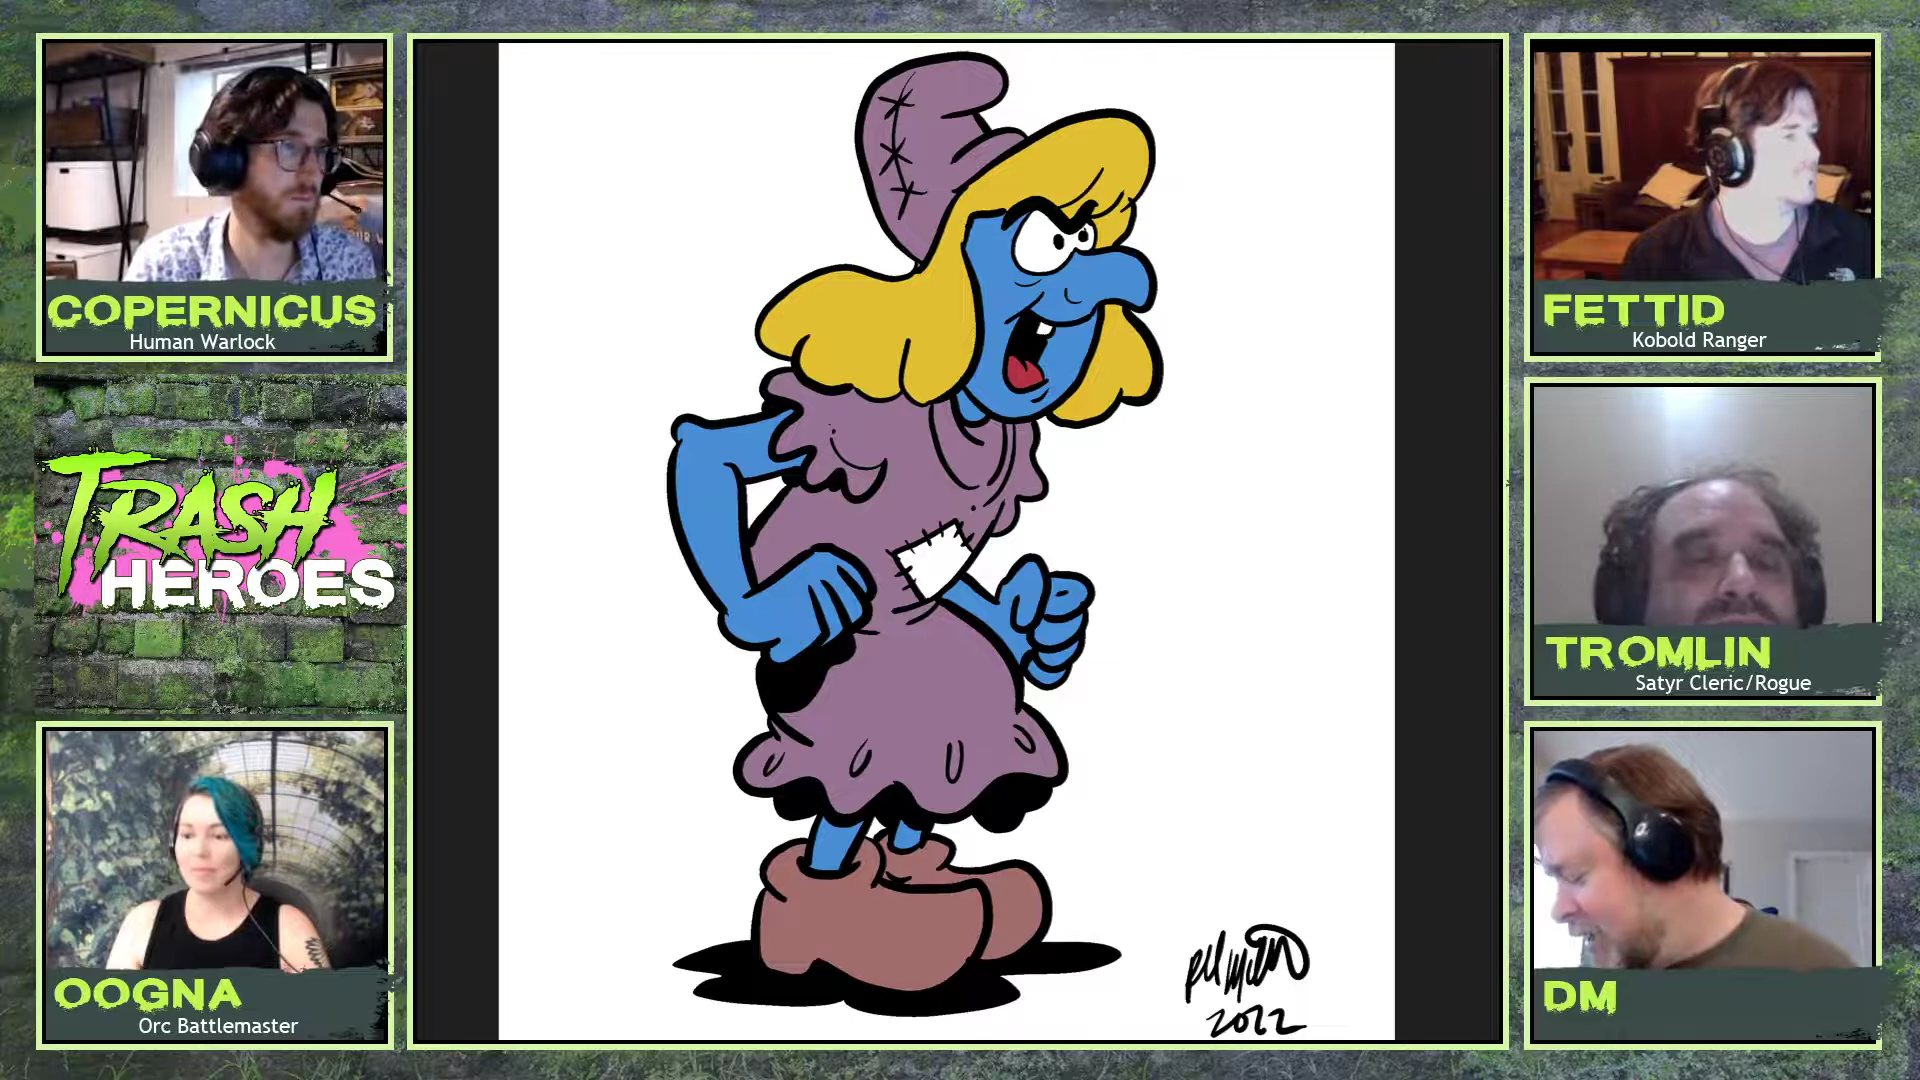 COPERNICUS
Human Warlock
TRASH
HEROES
OOGNA
Orc Battlemaster
2022
FETTID
Kobold Ranger
TROMLIN
Satyr Cleric/Rogue
DM